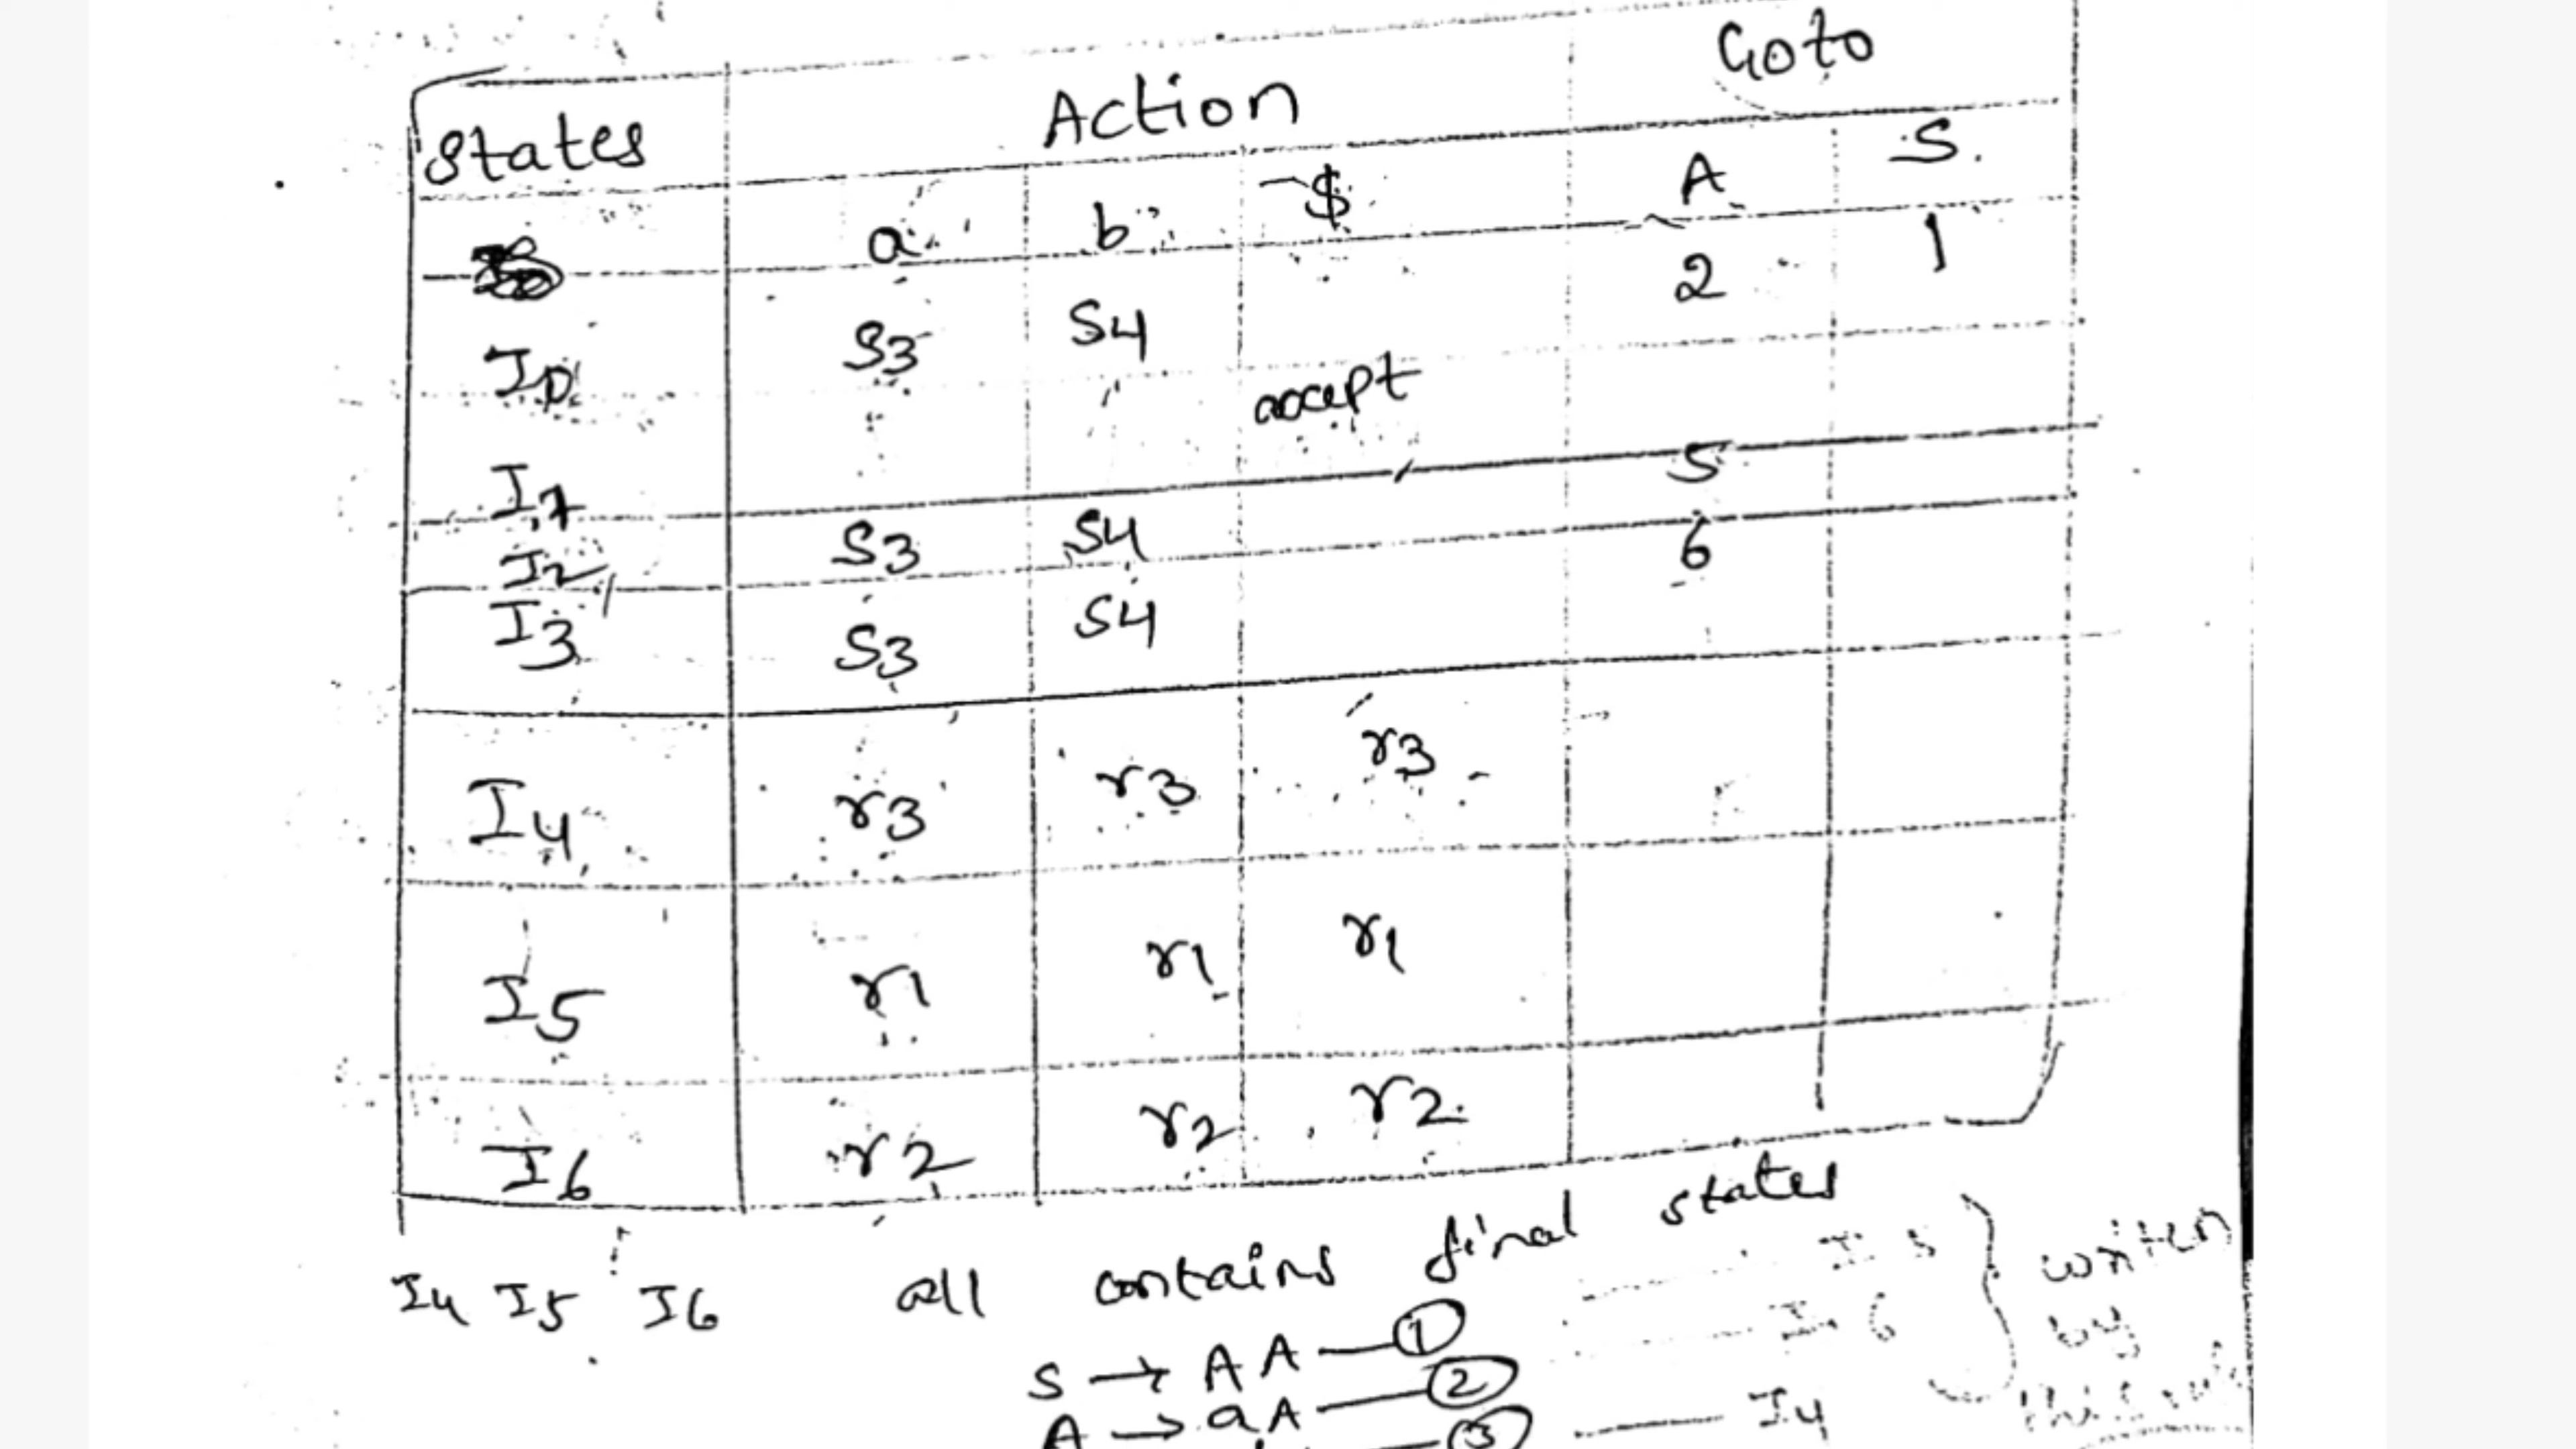 States Action Goto
a b $ A S
I0 S3 S4 2 1
I1 accept
I2 S3 S4 5
I3 S3 S4 6
I4 r3 r3 r3
I5 r1 r1 r1
I6 r2 r2 r2
I4 I5 I6 all contains final states
S → AA — ① I5
A → aA — ② I6
③ — I4
written
by